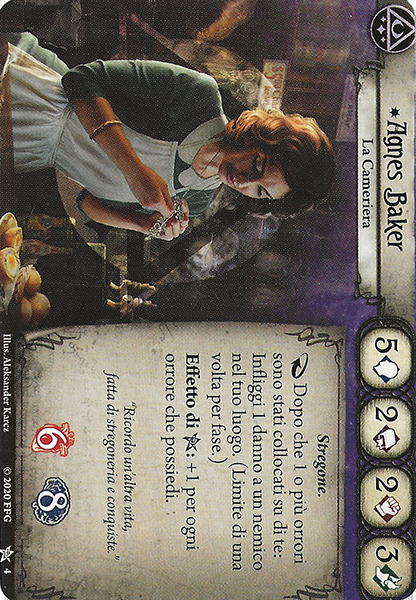 *Agnes Baker
La Cameriera
5 2 2 3
Stregone.
Dopo che 1 o più orrori
sono stati collocati su di te:
Infliggi 1 danno a un nemico
nel tuo luogo. (Limite di una
volta per fase.)
Effetto di : +1 per ogni
orrore che possiedi.
“Ricordo un’altra vita,
fatta di stregoneria e conquiste.”
6 8
Illus. Aleksander Karcz © 2020 FFG 4